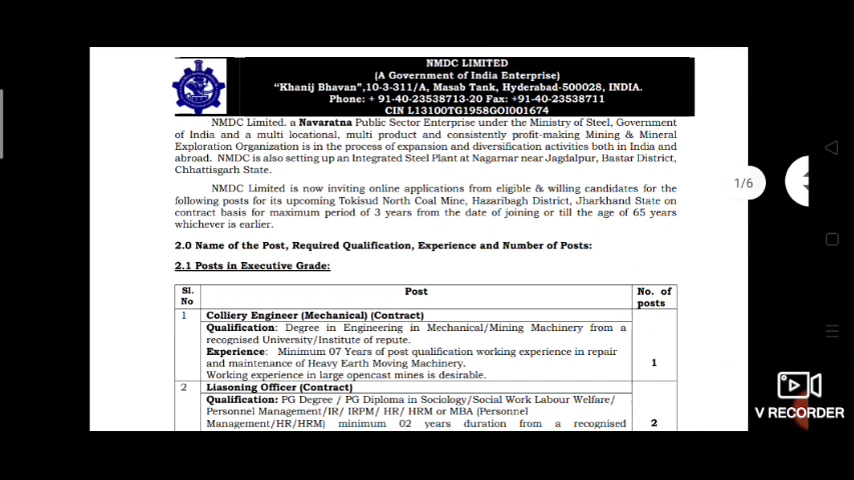 NMDC LIMITED
(A Government of India Enterprise)
“Khanij Bhavan”,10-3-311/A, Masab Tank, Hyderabad-500028, INDIA.
Phone: + 91-40-23538713-20 Fax: +91-40-23538711
CIN L13100TG1958GOI001674
NMDC Limited. a Navaratna Public Sector Enterprise under the Ministry of Steel, Government
of India and a multi locational, multi product and consistently profit-making Mining & Mineral
Exploration Organization is in the process of expansion and diversification activities both in India and
abroad. NMDC is also setting up an Integrated Steel Plant at Nagarnar near Jagdalpur, Bastar District,
Chhattisgarh State.
NMDC Limited is now inviting online applications from eligible & willing candidates for the
following posts for its upcoming Tokisud North Coal Mine, Hazaribagh District, Jharkhand State on
contract basis for maximum period of 3 years from the date of joining or till the age of 65 years
whichever is earlier.
2.0 Name of the Post, Required Qualification, Experience and Number of Posts:
2.1 Posts in Executive Grade:
Sl. No Post No. of posts
1 Colliery Engineer (Mechanical) (Contract)
Qualification: Degree in Engineering in Mechanical/Mining Machinery from a
recognised University/Institute of repute.
Experience: Minimum 07 Years of post qualification working experience in repair
and maintenance of Heavy Earth Moving Machinery. 1
Working experience in large opencast mines is desirable.
2 Liasoning Officer (Contract)
Qualification: PG Degree / PG Diploma in Sociology/Social Work Labour Welfare/
Personnel Management/IR/ IRPM/ HR/ HRM or MBA (Personnel
Management/HR/HRM) minimum 02 years duration from a recognised 2
1/6
V RECORDER